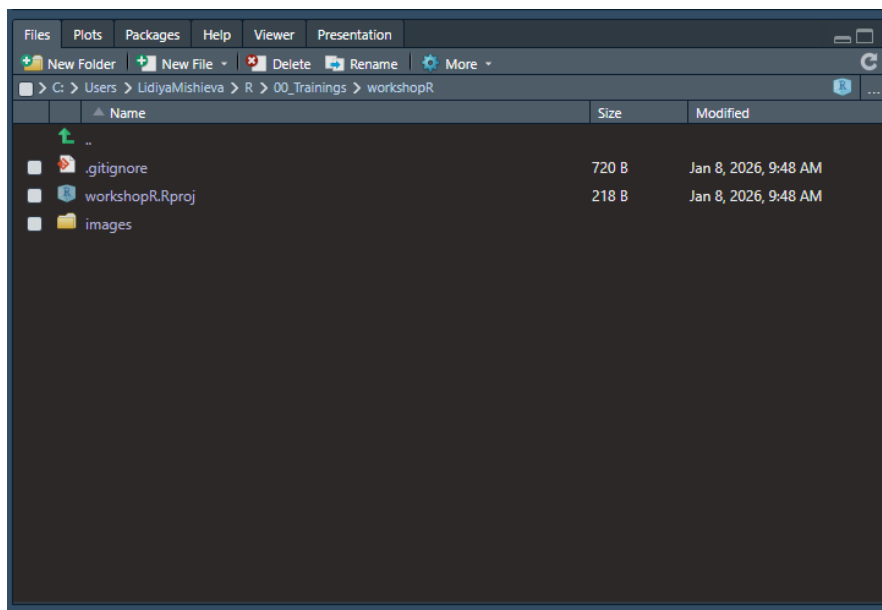 Files Plots Packages Help Viewer Presentation
New Folder New File Delete Rename More
C: > Users > LidiyaMishieva > R > 00_Trainings > workshopR R ...
Name Size Modified
..
.gitignore 720 B Jan 8, 2026, 9:48 AM
R workshopR.Rproj 218 B Jan 8, 2026, 9:48 AM
images